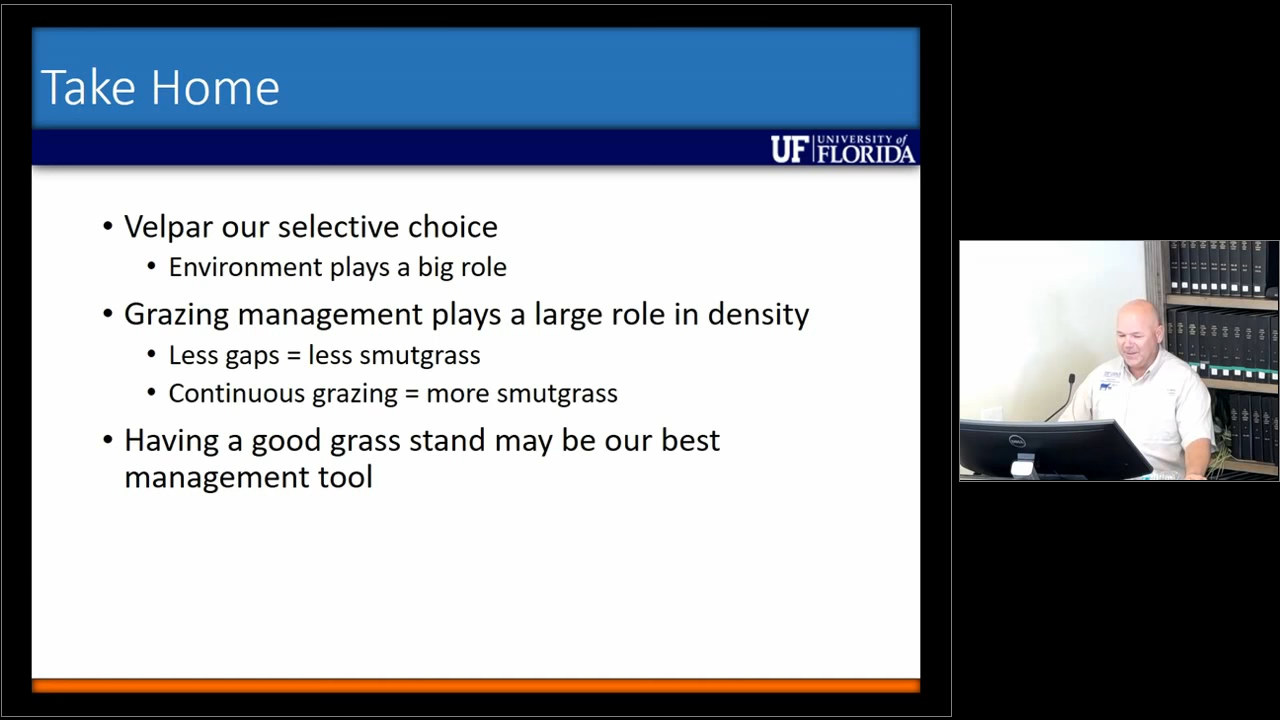 Take Home
UF UNIVERSITY of
FLORIDA
• Velpar our selective choice
• Environment plays a big role
• Grazing management plays a large role in density
• Less gaps = less smutgrass
• Continuous grazing = more smutgrass
• Having a good grass stand may be our best
management tool
DELL